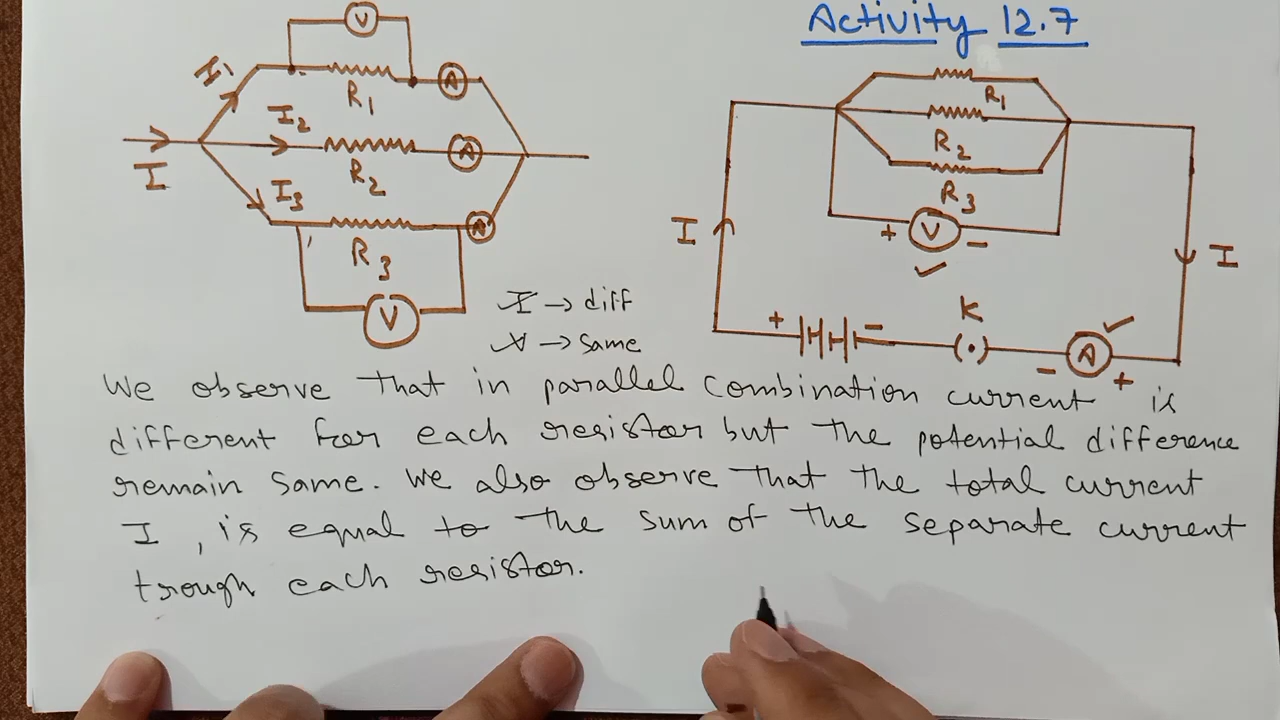 Activity 12.7
V
I1
R1
A
I2
R2
A
I
I3
R3
A
V
I → diff
V → same
R1
R2
R3
+ V -
I
I
+ -
K
- A +
We observe that in parallel combination current is
different for each resistor but the potential difference
remain same. We also observe that the total current
I, is equal to the sum of the separate current
trough each resistor.